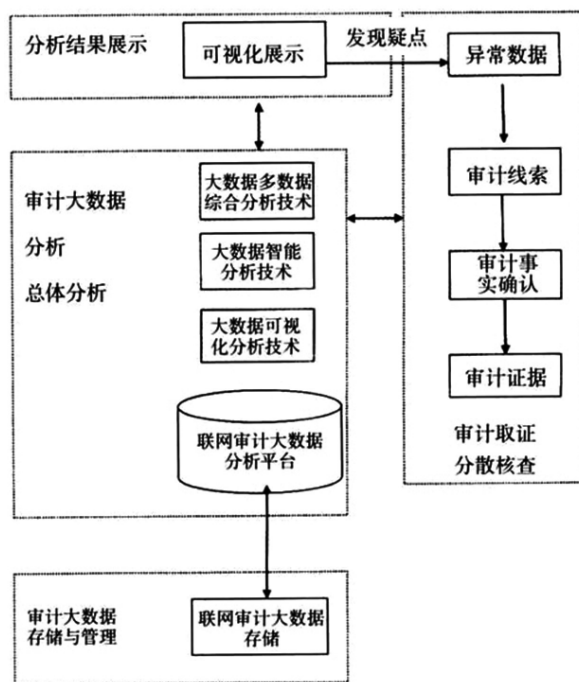 分析结果展示
可视化展示
发现疑点
异常数据
审计大数据
分析
总体分析
大数据多数据
综合分析技术
大数据智能
分析技术
大数据可视
化分析技术
联网审计大数据
分析平台
审计线索
审计事
实确认
审计证据
审计取证
分散核查
审计大数据
存储与管理
联网审计大数据
存储